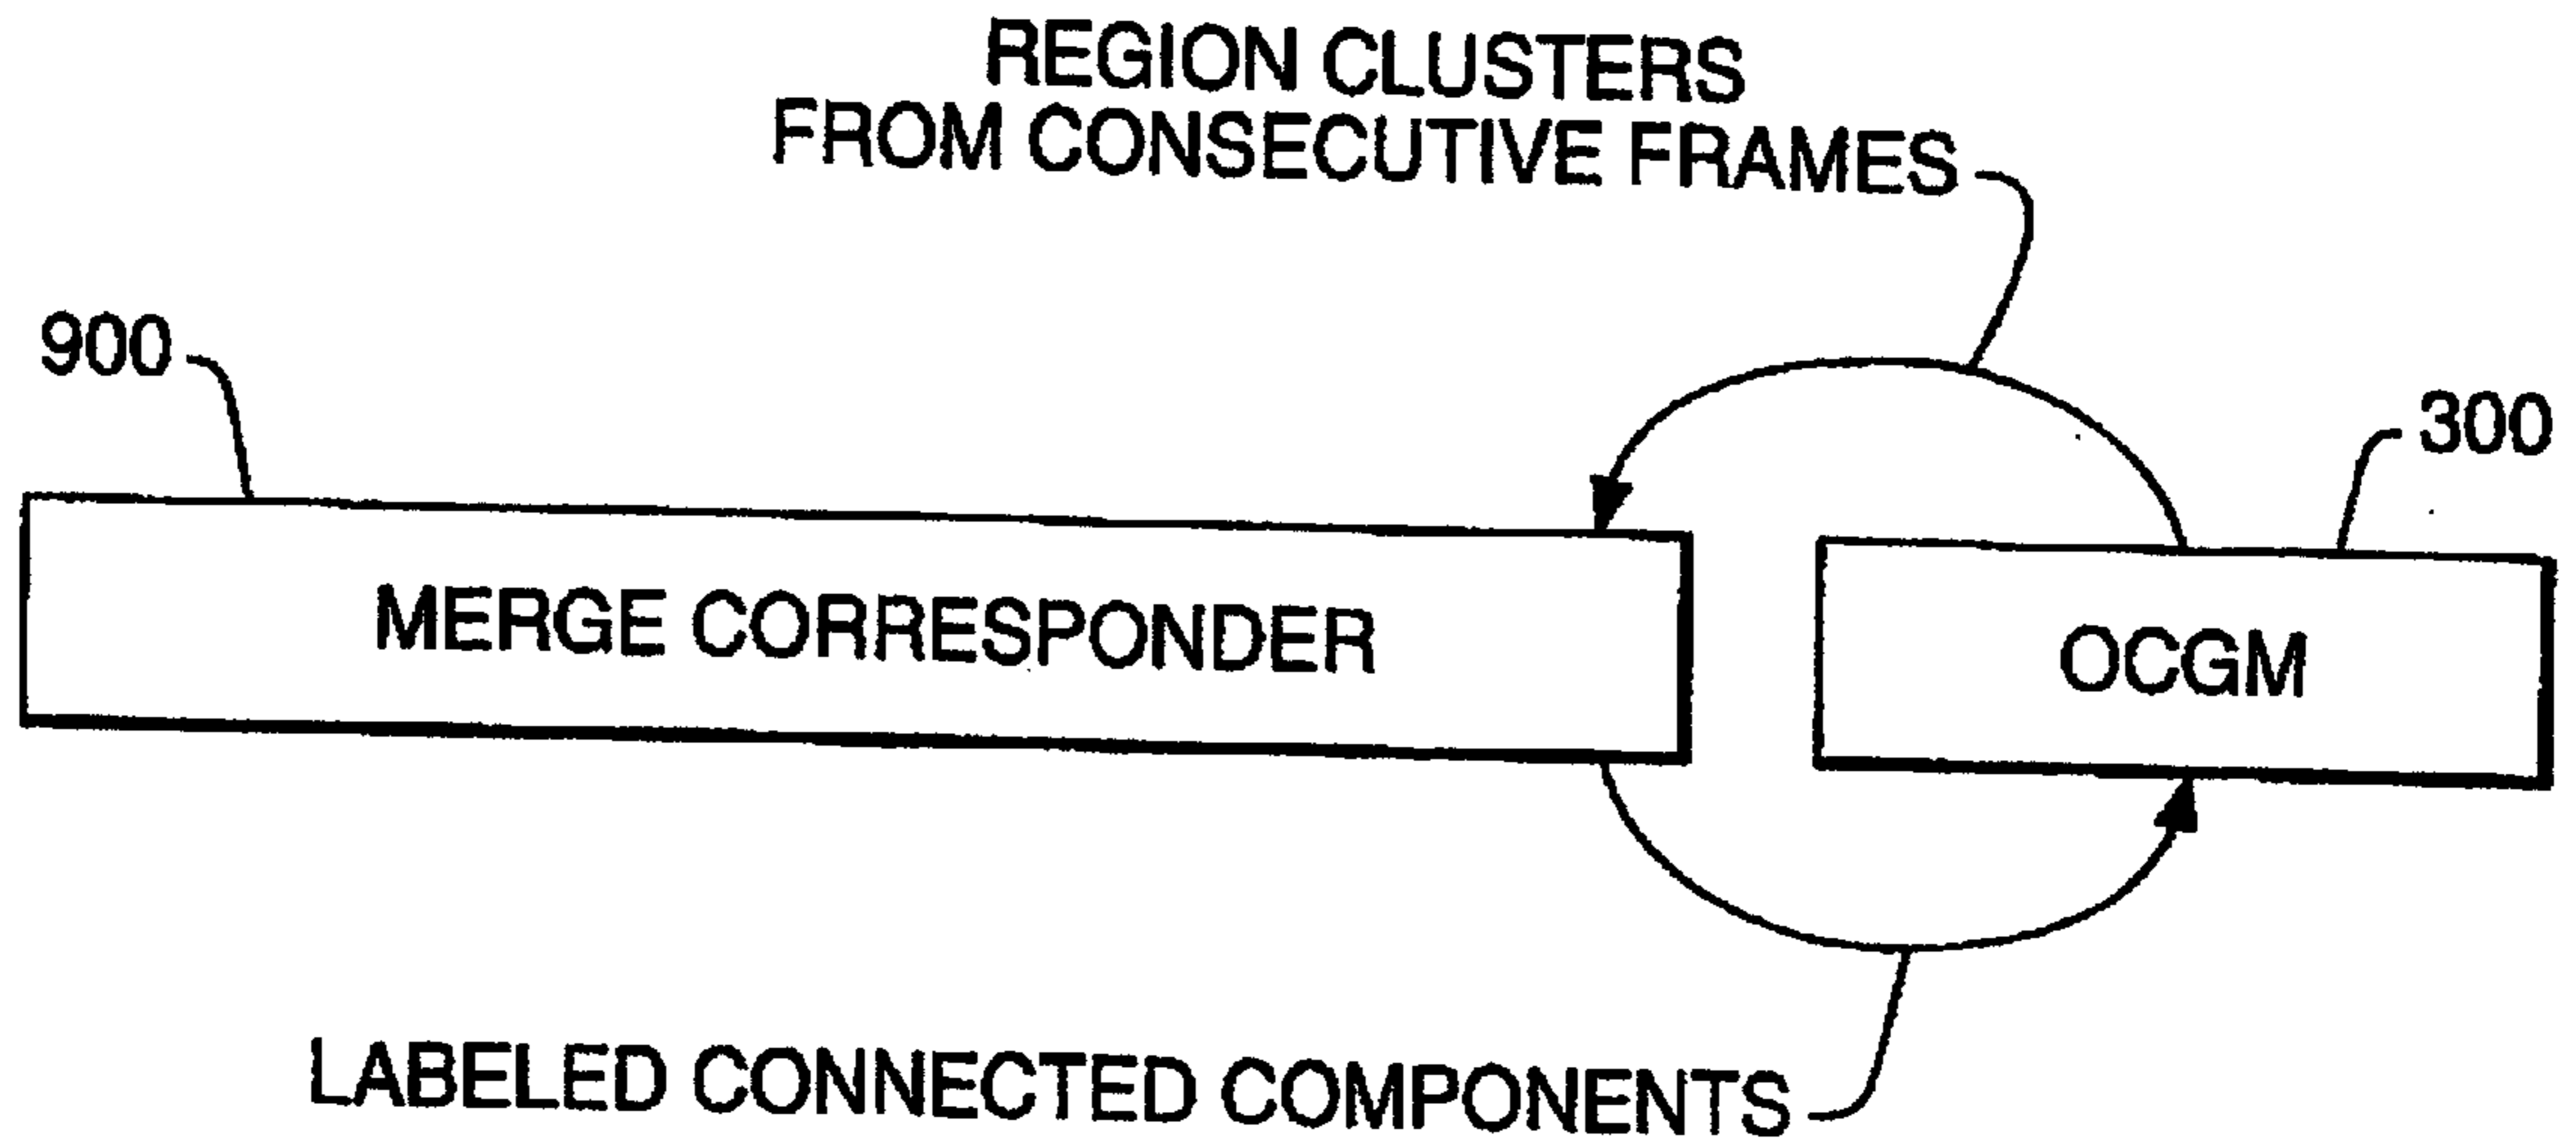 REGION CLUSTERS
FROM CONSECUTIVE FRAMES
900
300
MERGE CORRESPONDER
OCGM
LABELED CONNECTED COMPONENTS